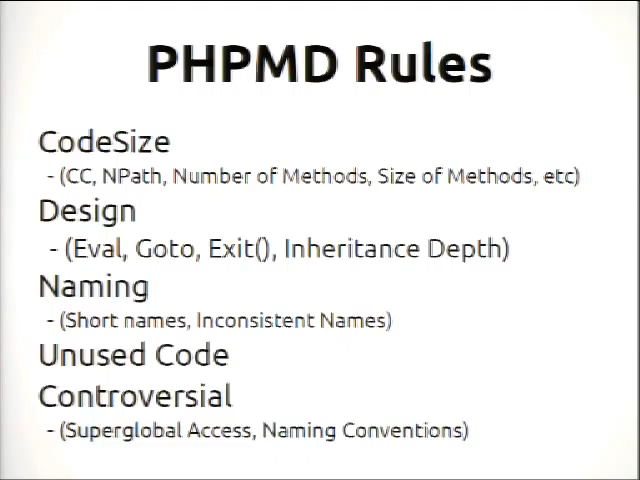 PHPMD Rules
CodeSize
- (CC, NPath, Number of Methods, Size of Methods, etc)
Design
- (Eval, Goto, Exit(), Inheritance Depth)
Naming
- (Short names, Inconsistent Names)
Unused Code
Controversial
- (Superglobal Access, Naming Conventions)